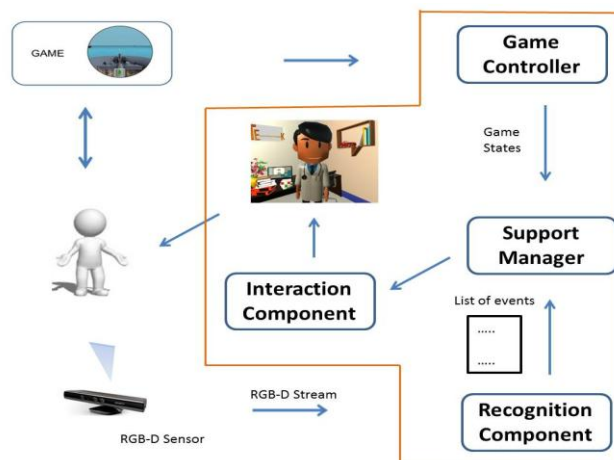 GAME
Game
Controller
Game
States
Support
Manager
Interaction
Component
List of events
.....
.....
RGB-D Stream
RGB-D Sensor
Recognition
Component